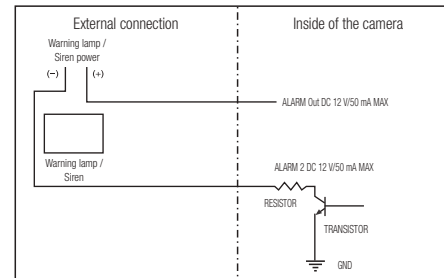 External connection
Inside of the camera
Warning lamp /
Siren power
(−) (+)
ALARM Out DC 12 V/50 mA MAX
Warning lamp /
Siren
ALARM 2 DC 12 V/50 mA MAX
RESISTOR
TRANSISTOR
GND